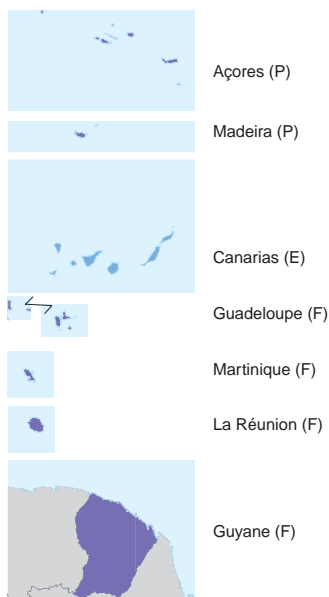 Açores (P)
Madeira (P)
Canarias (E)
Guadeloupe (F)
Martinique (F)
La Réunion (F)
Guyane (F)